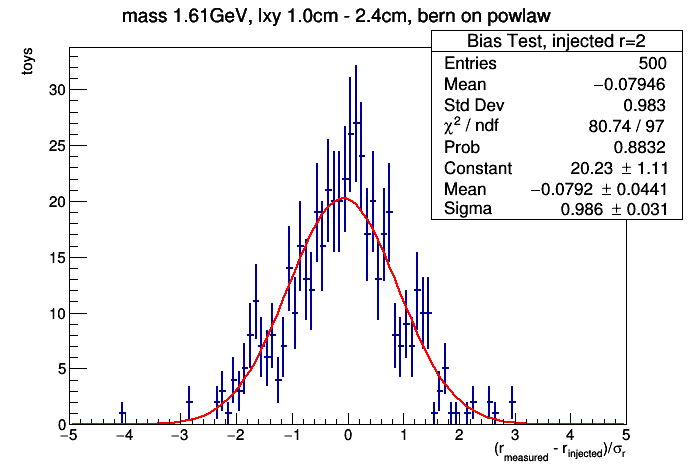 mass 1.61GeV, lxy 1.0cm - 2.4cm, bern on powlaw
Bias Test, injected r=2
Entries 500
Mean −0.07946
Std Dev 0.983
χ² / ndf 80.74 / 97
Prob 0.8832
Constant 20.23 ± 1.11
Mean −0.0792 ± 0.0441
Sigma 0.986 ± 0.031
toys
30
25
20
15
10
5
0
−5 −4 −3 −2 −1 0 1 2 3 4 5
(r_measured - r_injected)/σ_r